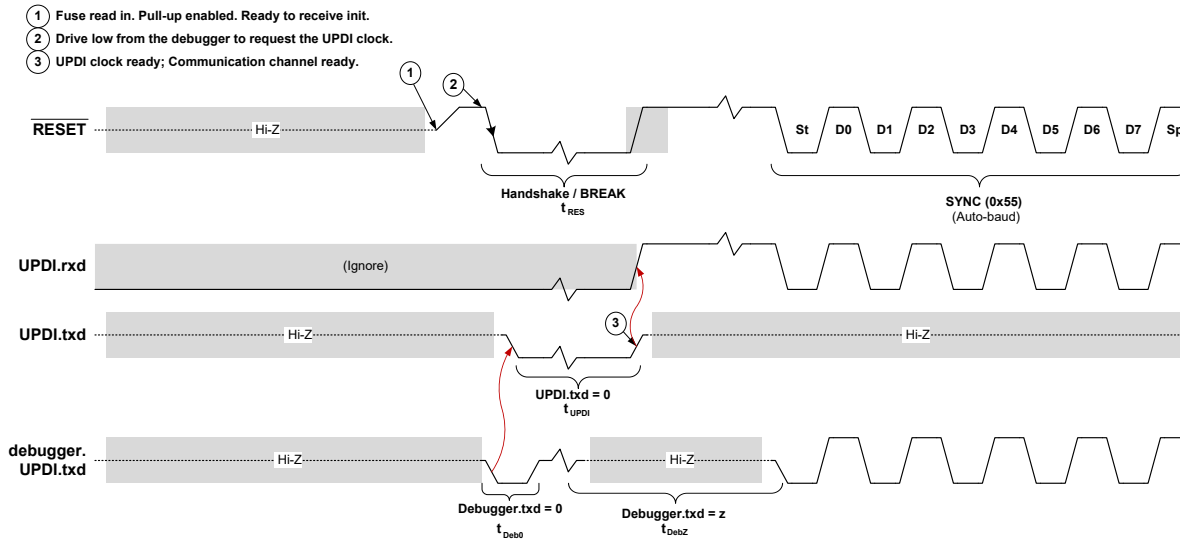 1 Fuse read in. Pull-up enabled. Ready to receive init.
2 Drive low from the debugger to request the UPDI clock.
3 UPDI clock ready; Communication channel ready.
1
2
RESET
Hi-Z
St D0 D1 D2 D3 D4 D5 D6 D7 Sp
Handshake / BREAK
tRES
SYNC (0x55)
(Auto-baud)
UPDI.rxd
(Ignore)
UPDI.txd
Hi-Z
3
Hi-Z
UPDI.txd = 0
tUPDI
debugger.
UPDI.txd
Hi-Z
Hi-Z
Debugger.txd = 0
tDeb0
Debugger.txd = z
tDebZ